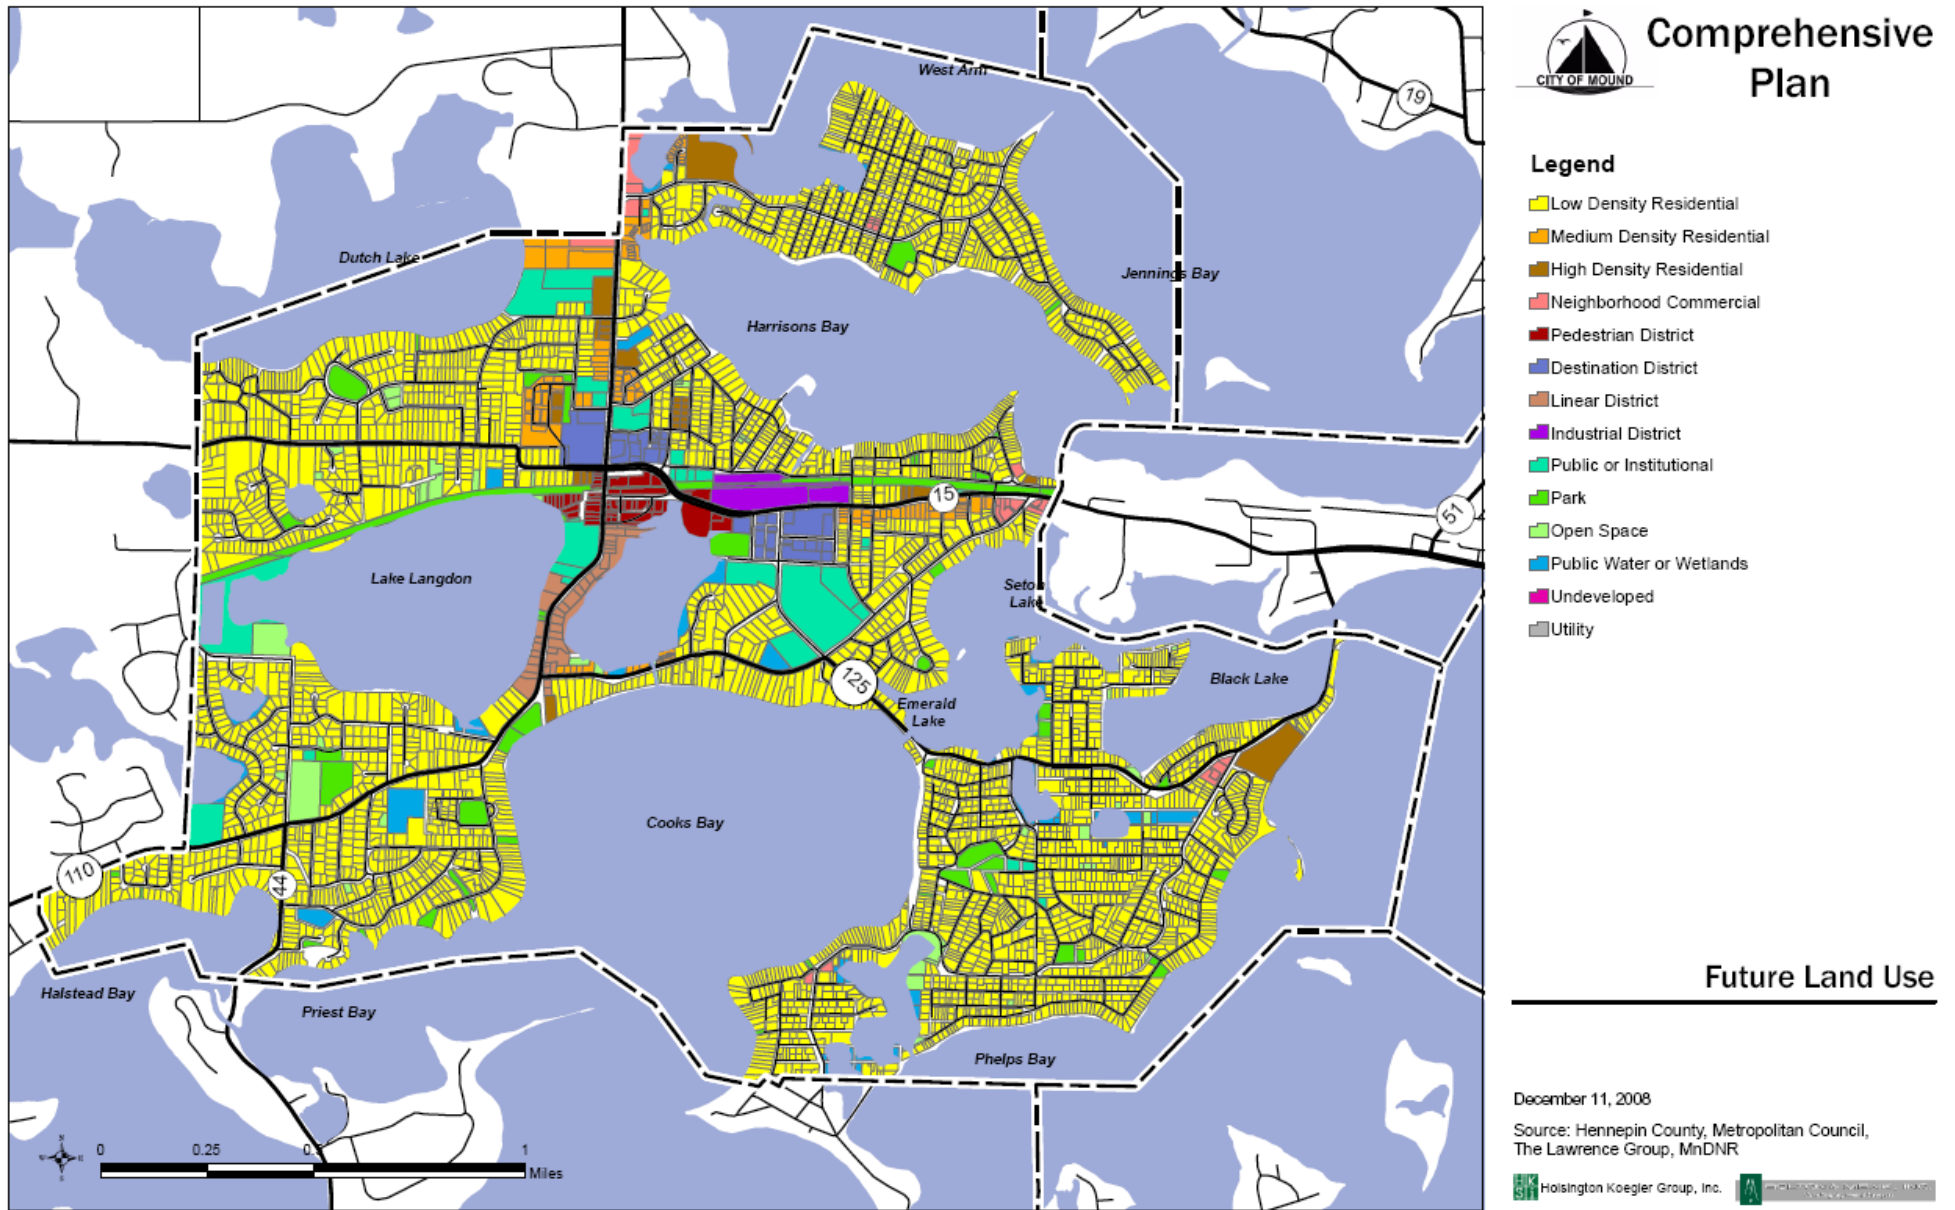 Comprehensive
Plan
CITY OF MOUND
Legend
Low Density Residential
Medium Density Residential
High Density Residential
Neighborhood Commercial
Pedestrian District
Destination District
Linear District
Industrial District
Public or Institutional
Park
Open Space
Public Water or Wetlands
Undeveloped
Utility
West Arm
19
Dutch Lake
Jennings Bay
Harrisons Bay
15
51
Lake Langdon
Seton
Lake
125
Black Lake
Emerald
Lake
Cooks Bay
110
44
Halstead Bay
Priest Bay
Phelps Bay
N
W
E
S
0
0.25
0.5
1
Miles
Future Land Use
December 11, 2008
Source: Hennepin County, Metropolitan Council,
The Lawrence Group, MnDNR
HK
Hoisington Koegler Group, Inc.